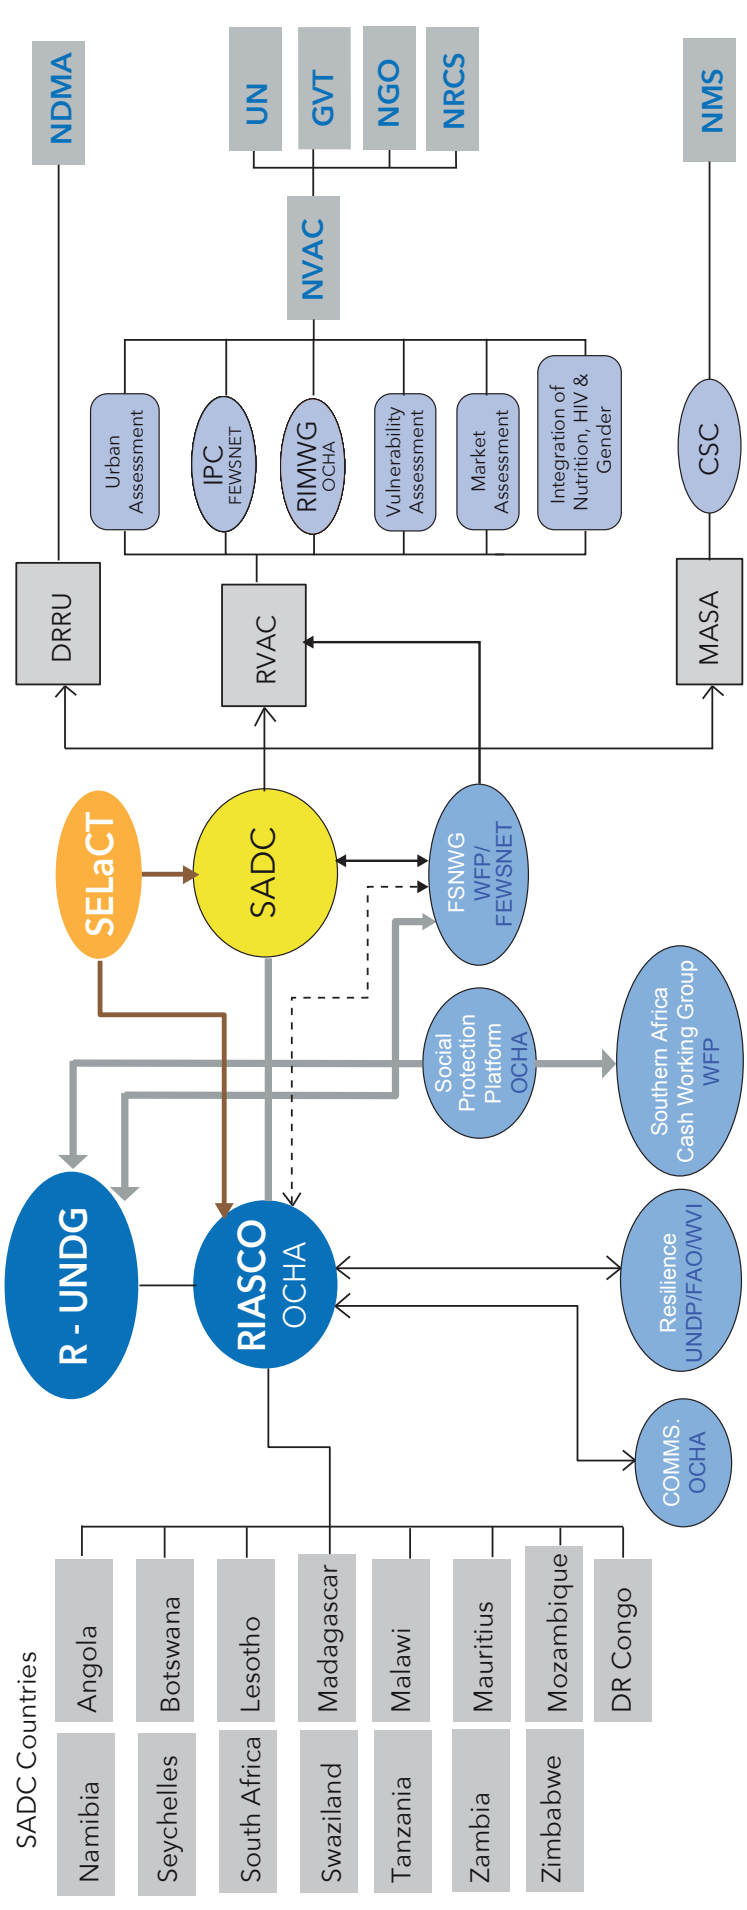 SADC Countries
Namibia
Seychelles
South Africa
Swaziland
Tanzania
Zambia
Zimbabwe
Angola
Botswana
Lesotho
Madagascar
Malawi
Mauritius
Mozambique
DR Congo
R - UNDG
RIASCO
OCHA
COMMS.
OCHA
Resilience
UNDP/FAO/WVI
Social
Protection
Platform
OCHA
Southern Africa
Cash Working Group
WFP
SELaCT
SADC
FSNWG
WFP/
FEWSNET
DRRU
RVAC
MASA
Urban
Assessment
IPC
FEWSNET
RIMWG
OCHA
Vulnerability
Assessment
Market
Assessment
Integration of
Nutrition, HIV &
Gender
CSC
NVAC
NDMA
UN
GVT
NGO
NRCS
NMS